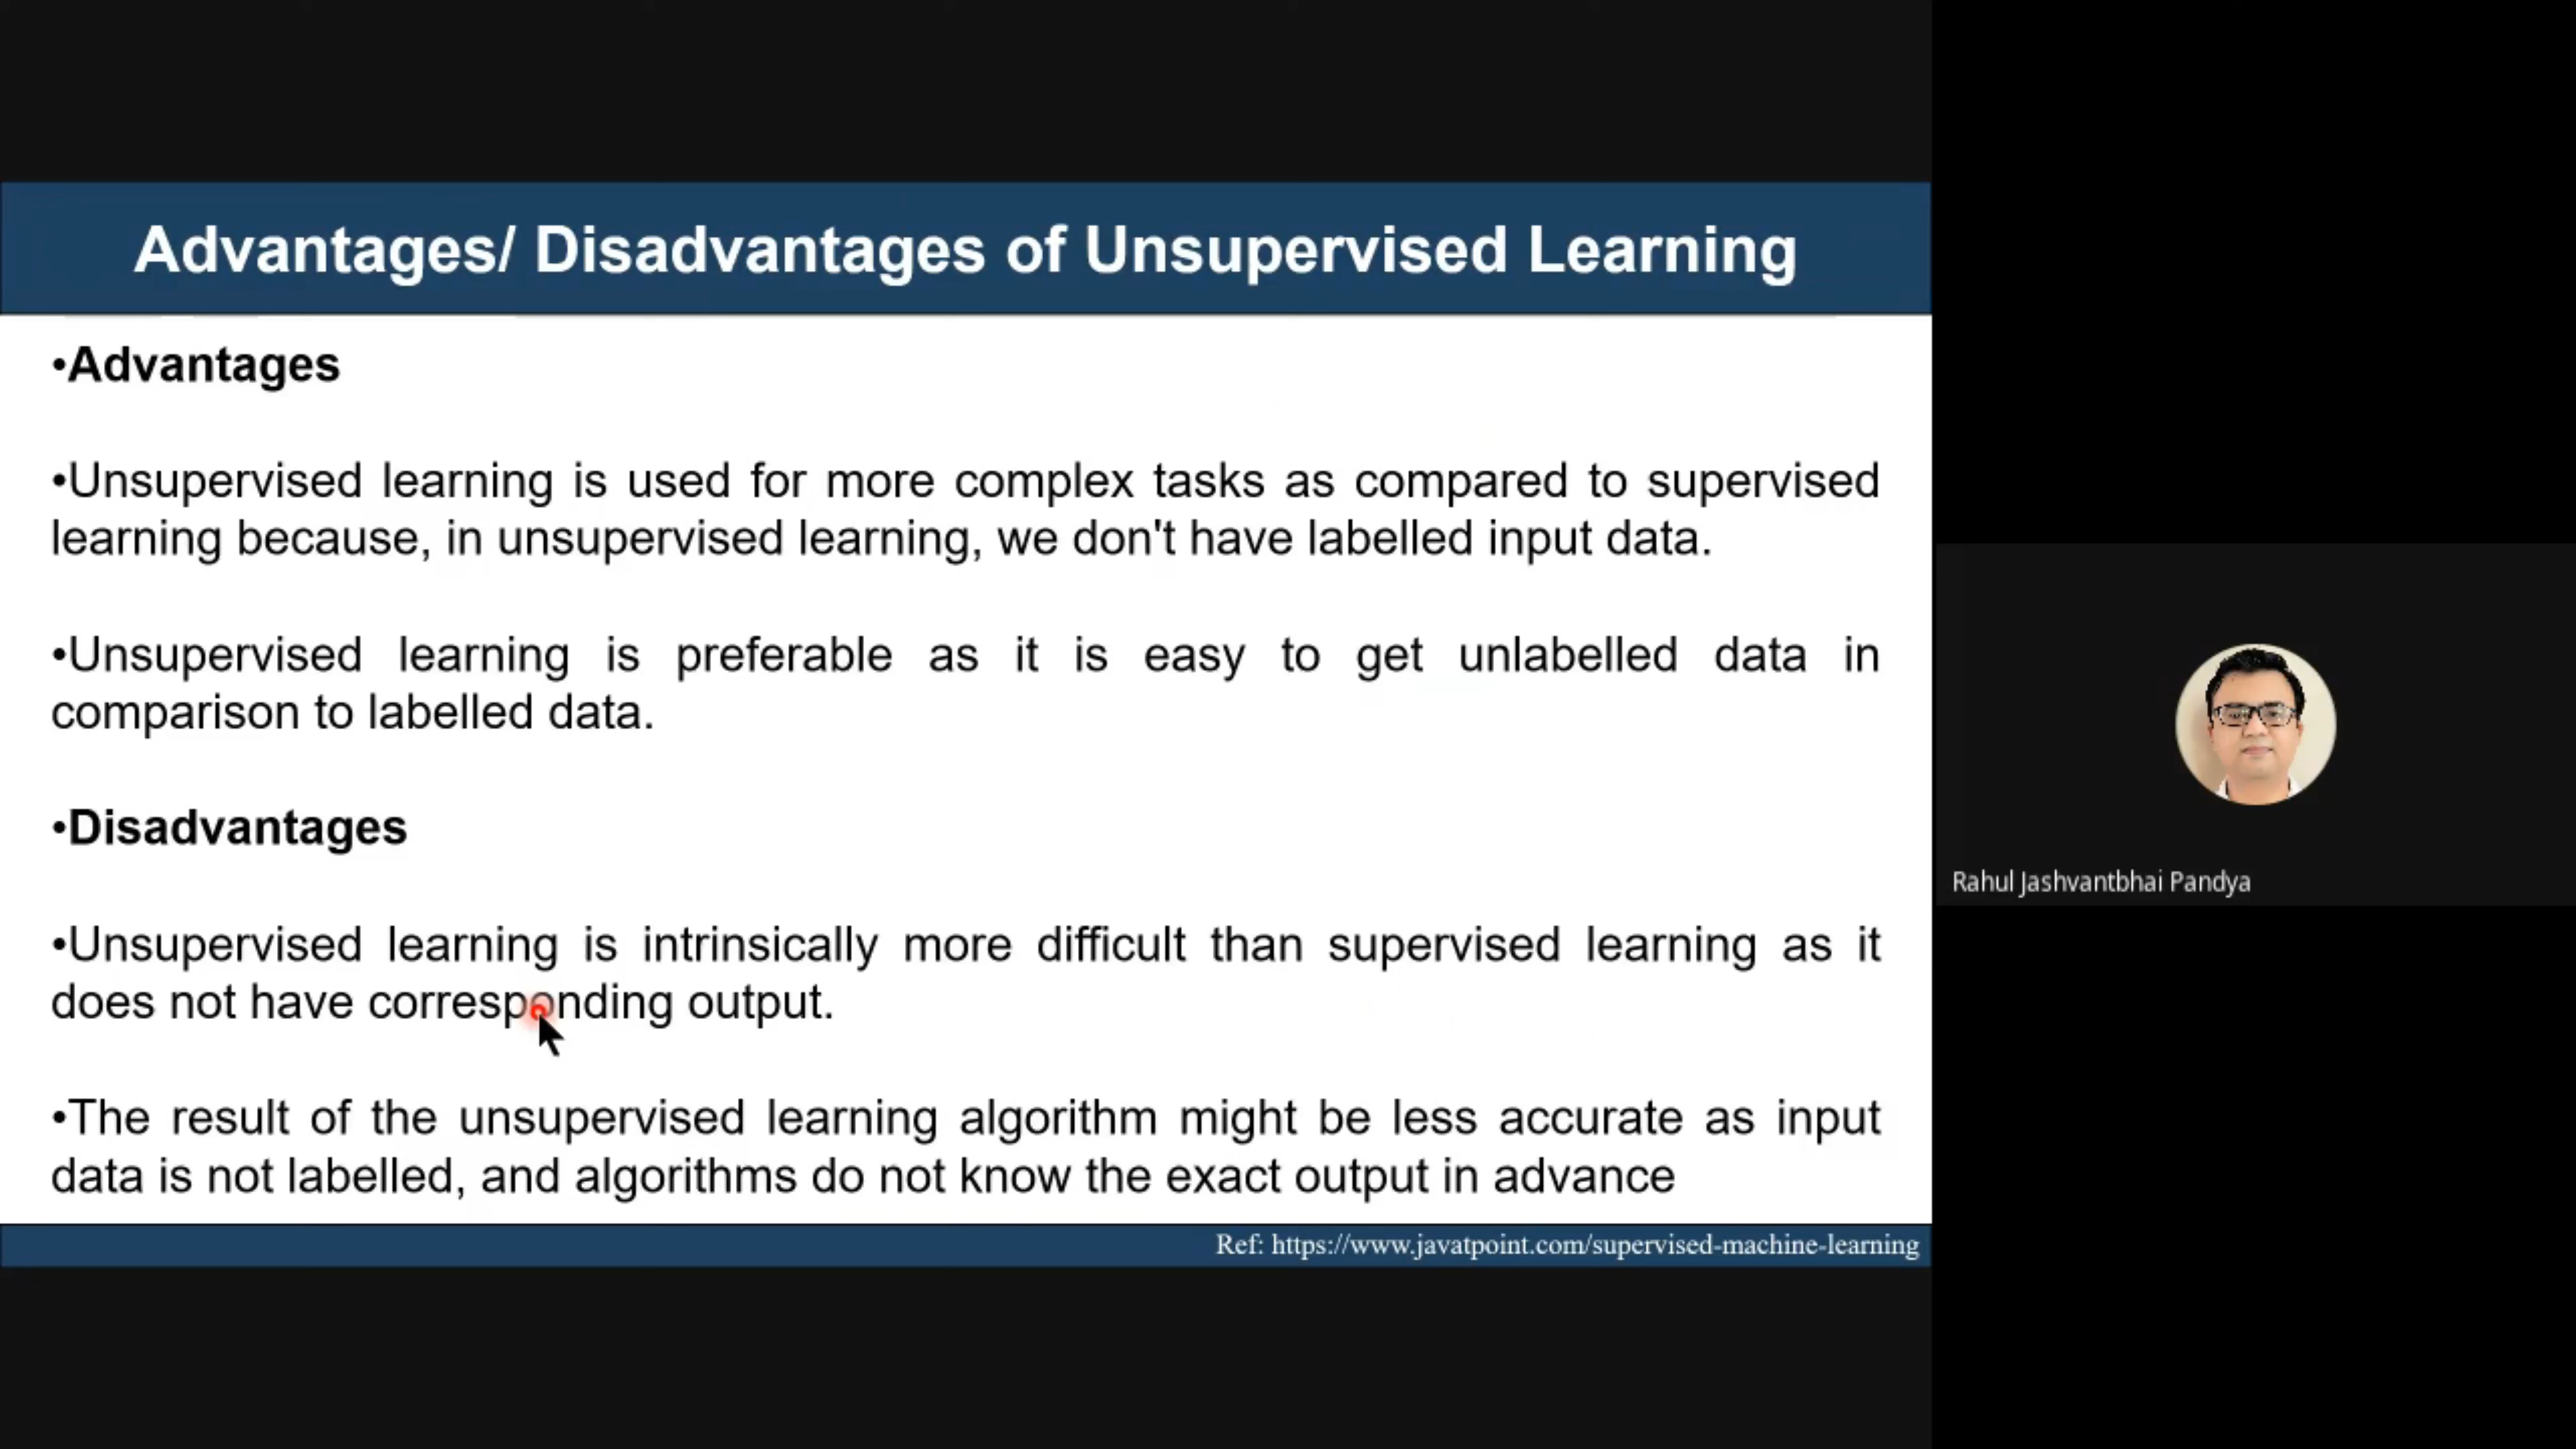 Advantages/ Disadvantages of Unsupervised Learning
•Advantages
•Unsupervised learning is used for more complex tasks as compared to supervised
learning because, in unsupervised learning, we don't have labelled input data.
•Unsupervised learning is preferable as it is easy to get unlabelled data in
comparison to labelled data.
•Disadvantages
•Unsupervised learning is intrinsically more difficult than supervised learning as it
does not have corresponding output.
•The result of the unsupervised learning algorithm might be less accurate as input
data is not labelled, and algorithms do not know the exact output in advance
Ref: https://www.javatpoint.com/supervised-machine-learning
Rahul Jashvantbhai Pandya